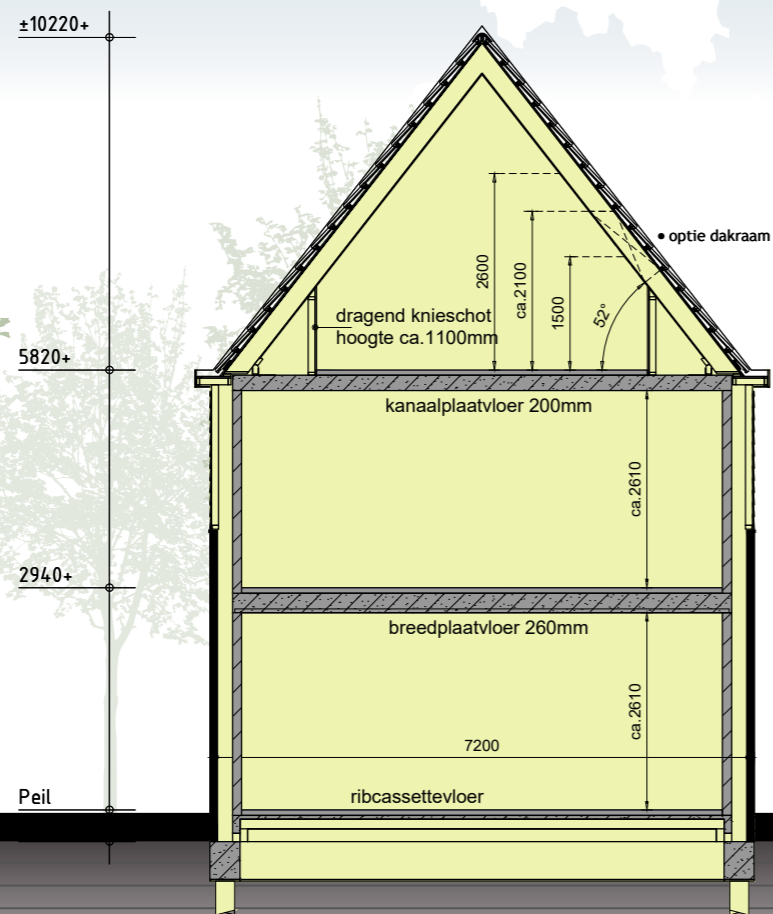 ±10220+
• optie dakraam
2600
ca.2100
1500
52°
dragend knieschot
hoogte ca.1100mm
5820+
kanaalplaatvloer 200mm
ca.2610
2940+
breedplaatvloer 260mm
ca.2610
7200
Peil
ribcassettevloer